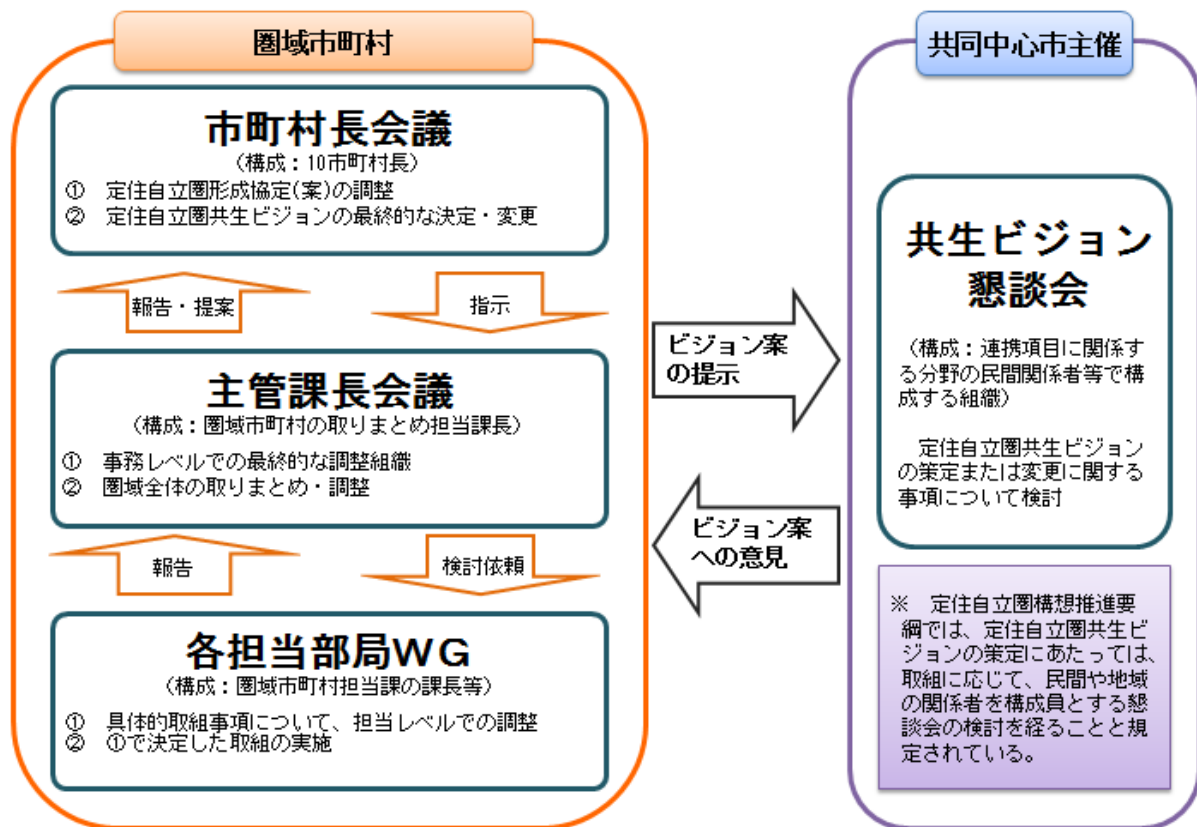 圏域市町村
市町村長会議
(構成：10市町村長)
① 定住自立圏形成協定(案)の調整
② 定住自立圏共生ビジョンの最終的な決定・変更
報告・提案
指示
主管課長会議
(構成：圏域市町村の取りまとめ担当課長)
① 事務レベルでの最終的な調整組織
② 圏域全体の取りまとめ・調整
報告
検討依頼
各担当部局WG
(構成：圏域市町村担当課の課長等)
① 具体的取組事項について、担当レベルでの調整
② ①で決定した取組の実施
ビジョン案
の提示
ビジョン案
への意見
共同中心市主催
共生ビジョン
懇談会
(構成：連携項目に関係す
る分野の民間関係者等で構
成する組織)
定住自立圏共生ビジョン
の策定または変更に関する
事項について検討
※ 定住自立圏構想推進要
綱では、定住自立圏共生ビ
ジョンの策定にあたっては、
取組に応じて、民間や地域
の関係者を構成員とする懇
談会の検討を経ることと規
定されている。